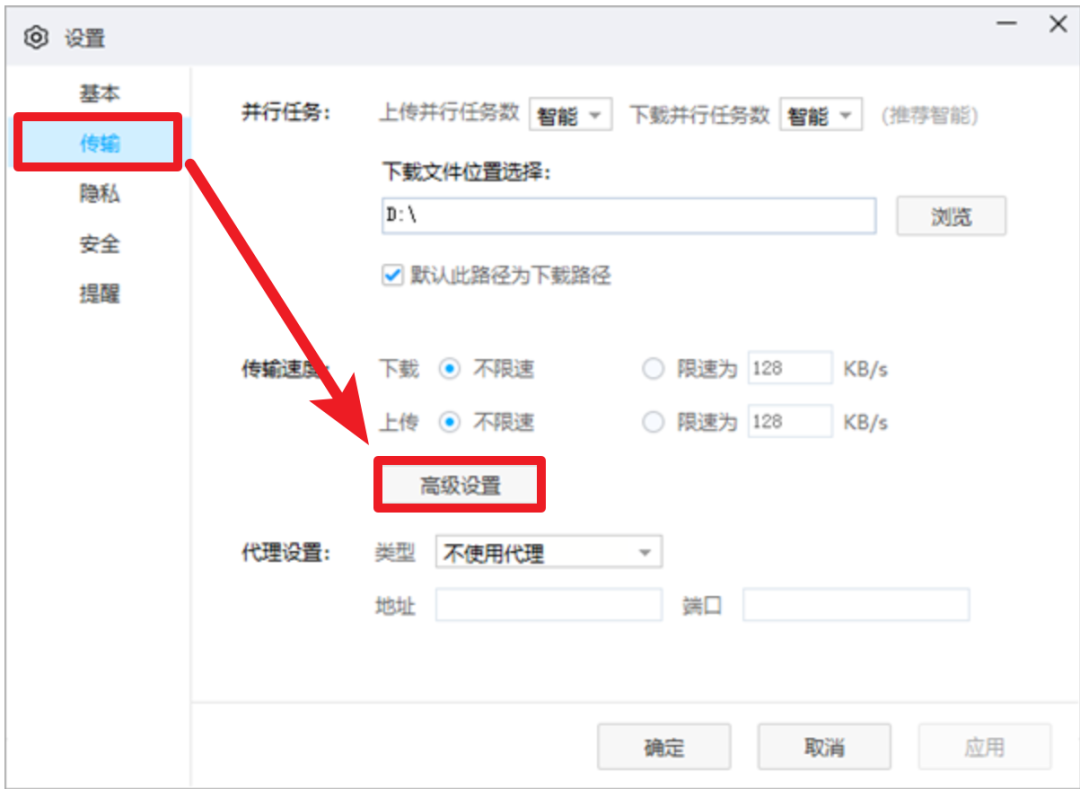 设置
基本
传输
隐私
安全
提醒
并行任务: 上传并行任务数 智能 下载并行任务数 智能 (推荐智能)
下载文件位置选择:
D:\
浏览
默认此路径为下载路径
传输速度: 下载 不限速 限速为 128 KB/s
上传 不限速 限速为 128 KB/s
高级设置
代理设置: 类型 不使用代理
地址 端口
确定 取消 应用